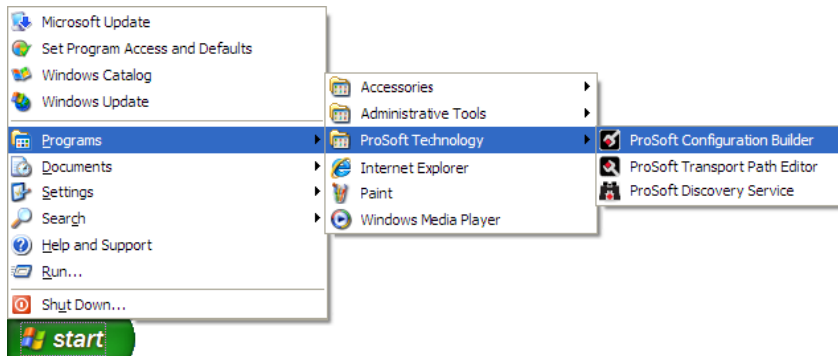 Microsoft Update
Set Program Access and Defaults
Windows Catalog
Windows Update
Programs
Documents
Settings
Search
Help and Support
Run...
Shut Down...
start
Accessories
Administrative Tools
ProSoft Technology
Internet Explorer
Paint
Windows Media Player
ProSoft Configuration Builder
ProSoft Transport Path Editor
ProSoft Discovery Service